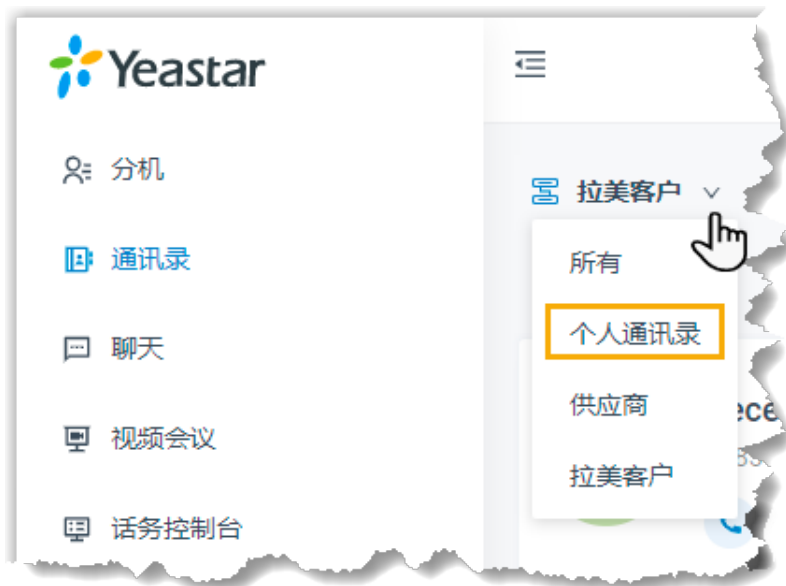 Yeastar
分机
通讯录
聊天
视频会议
话务控制台
拉美客户
所有
个人通讯录
供应商
拉美客户